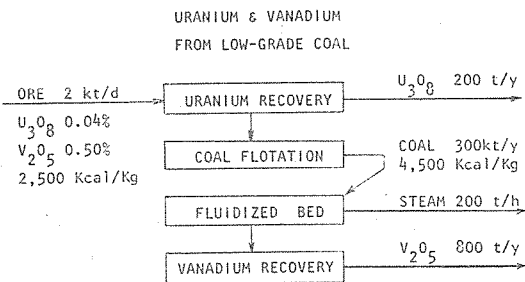 URANIUM & VANADIUM
FROM LOW-GRADE COAL
ORE 2 kt/d
U3O8 0.04%
V2O5 0.50%
2,500 Kcal/Kg
URANIUM RECOVERY
U3O8 200 t/y
COAL FLOTATION
COAL 300kt/y
4,500 Kcal/Kg
FLUIDIZED BED
STEAM 200 t/h
VANADIUM RECOVERY
V2O5 800 t/y